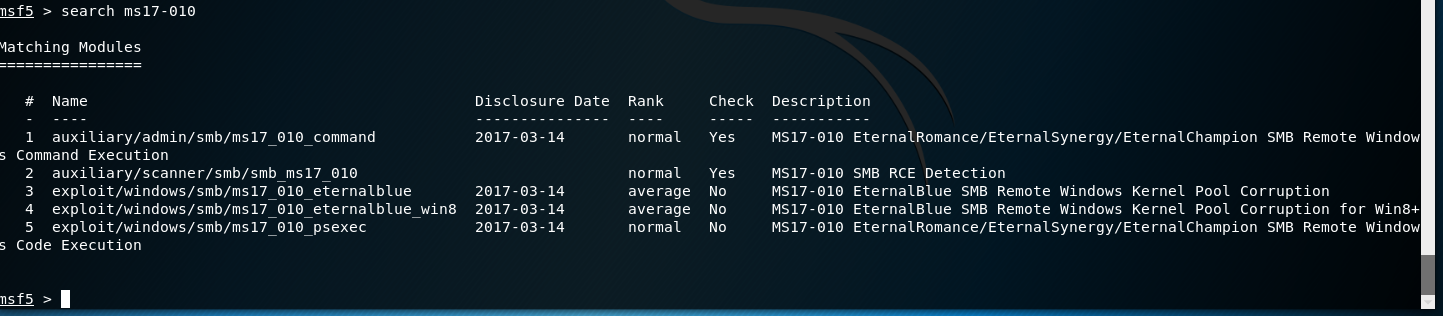 msf5 > search ms17-010
Matching Modules
================
# Name Disclosure Date Rank Check Description
- ---- --------------- ---- ----- -----------
1 auxiliary/admin/smb/ms17_010_command 2017-03-14 normal Yes MS17-010 EternalRomance/EternalSynergy/EternalChampion SMB Remote Window
s Command Execution
2 auxiliary/scanner/smb/smb_ms17_010 normal Yes MS17-010 SMB RCE Detection
3 exploit/windows/smb/ms17_010_eternalblue 2017-03-14 average No MS17-010 EternalBlue SMB Remote Windows Kernel Pool Corruption
4 exploit/windows/smb/ms17_010_eternalblue_win8 2017-03-14 average No MS17-010 EternalBlue SMB Remote Windows Kernel Pool Corruption for Win8+
5 exploit/windows/smb/ms17_010_psexec 2017-03-14 normal No MS17-010 EternalRomance/EternalSynergy/EternalChampion SMB Remote Window
s Code Execution
msf5 >